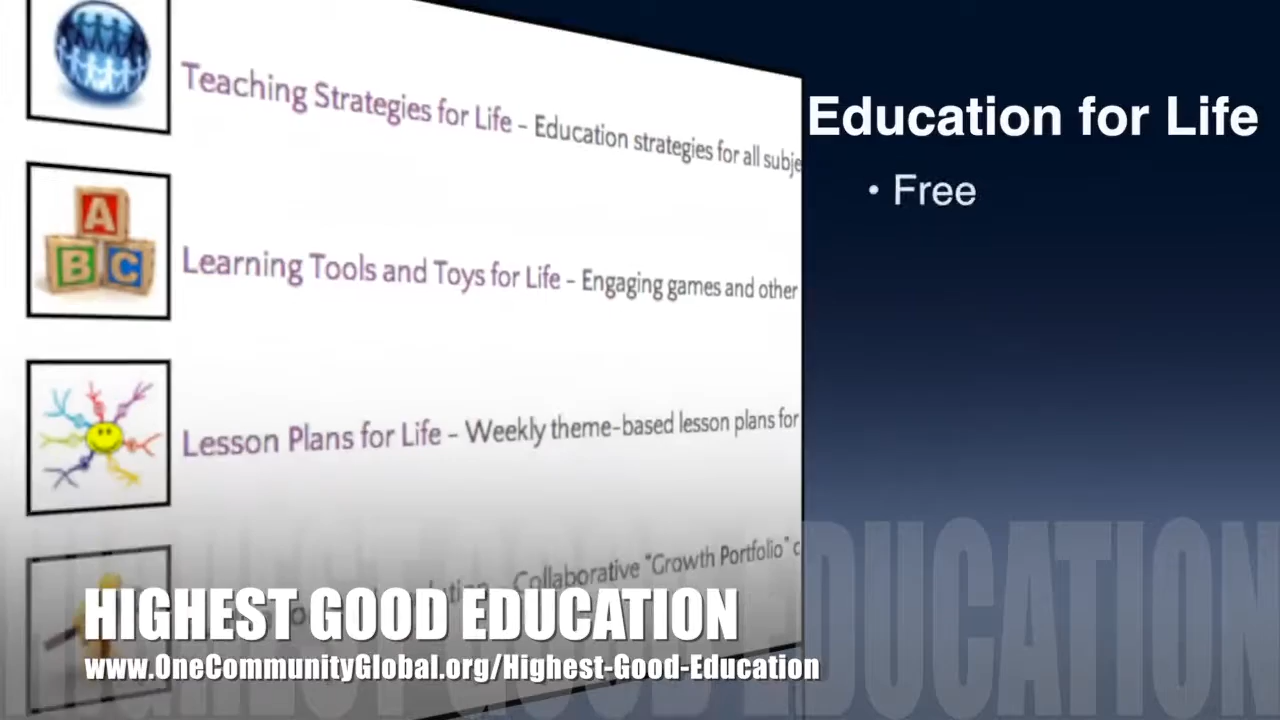 Teaching Strategies for Life - Education strategies for all subje
Learning Tools and Toys for Life - Engaging games and other
Lesson Plans for Life - Weekly theme-based lesson plans for
Collaborative "Growth Portfolio" c
Education for Life
• Free
A
B C
HIGHEST GOOD EDUCATION
www.OneCommunityGlobal.org/Highest-Good-Education
HIGHEST GOOD EDUCATION